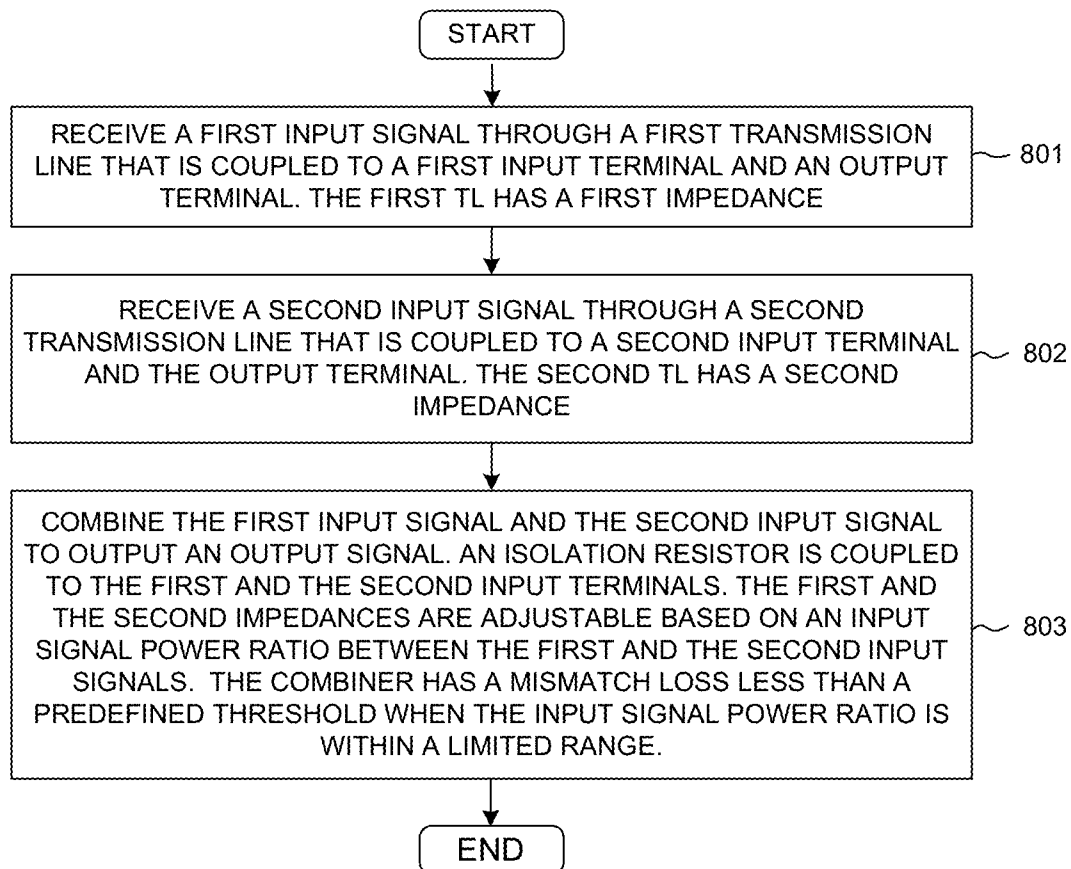 START
RECEIVE A FIRST INPUT SIGNAL THROUGH A FIRST TRANSMISSION
LINE THAT IS COUPLED TO A FIRST INPUT TERMINAL AND AN OUTPUT
TERMINAL. THE FIRST TL HAS A FIRST IMPEDANCE
801
RECEIVE A SECOND INPUT SIGNAL THROUGH A SECOND
TRANSMISSION LINE THAT IS COUPLED TO A SECOND INPUT TERMINAL
AND THE OUTPUT TERMINAL. THE SECOND TL HAS A SECOND
IMPEDANCE
802
COMBINE THE FIRST INPUT SIGNAL AND THE SECOND INPUT SIGNAL
TO OUTPUT AN OUTPUT SIGNAL. AN ISOLATION RESISTOR IS COUPLED
TO THE FIRST AND THE SECOND INPUT TERMINALS. THE FIRST AND
THE SECOND IMPEDANCES ARE ADJUSTABLE BASED ON AN INPUT
SIGNAL POWER RATIO BETWEEN THE FIRST AND THE SECOND INPUT
SIGNALS. THE COMBINER HAS A MISMATCH LOSS LESS THAN A
PREDEFINED THRESHOLD WHEN THE INPUT SIGNAL POWER RATIO IS
WITHIN A LIMITED RANGE.
803
END